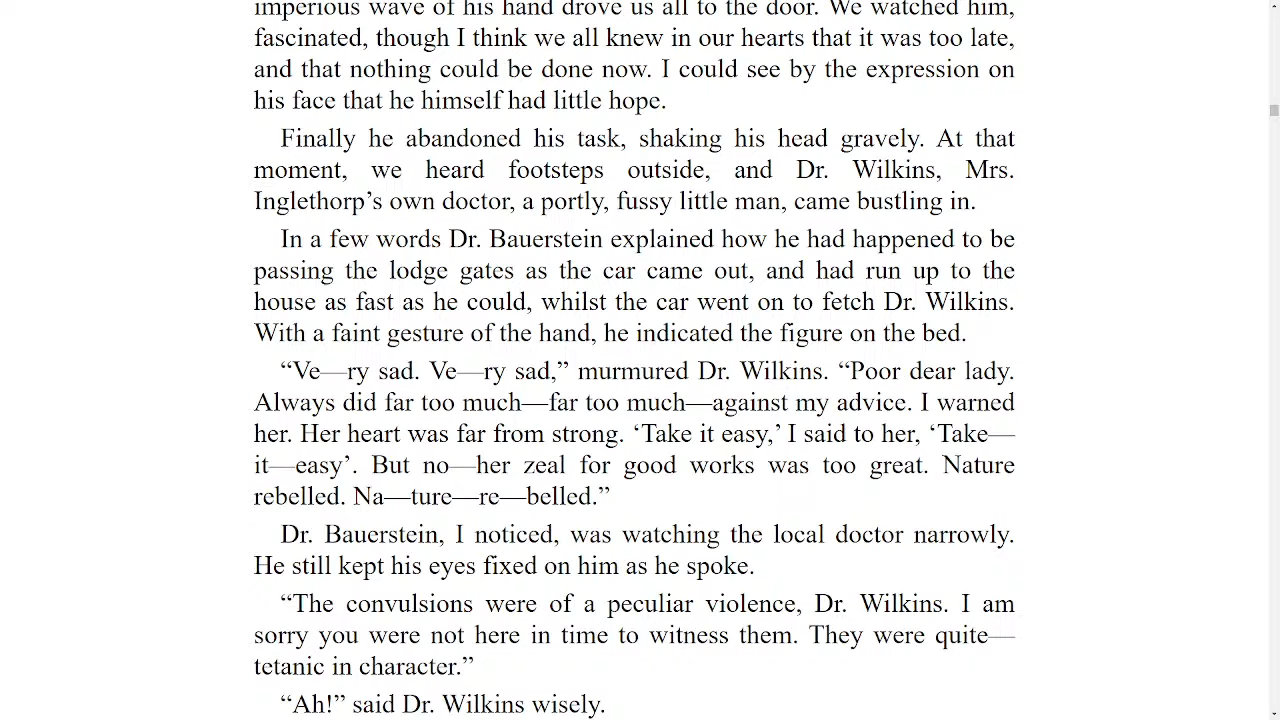 imperious wave of his hand drove us all to the door. We watched him,
fascinated, though I think we all knew in our hearts that it was too late,
and that nothing could be done now. I could see by the expression on
his face that he himself had little hope.
Finally he abandoned his task, shaking his head gravely. At that
moment, we heard footsteps outside, and Dr. Wilkins, Mrs.
Inglethorp’s own doctor, a portly, fussy little man, came bustling in.
In a few words Dr. Bauerstein explained how he had happened to be
passing the lodge gates as the car came out, and had run up to the
house as fast as he could, whilst the car went on to fetch Dr. Wilkins.
With a faint gesture of the hand, he indicated the figure on the bed.
“Ve—ry sad. Ve—ry sad,” murmured Dr. Wilkins. “Poor dear lady.
Always did far too much—far too much—against my advice. I warned
her. Her heart was far from strong. ‘Take it easy,’ I said to her, ‘Take—
it—easy’. But no—her zeal for good works was too great. Nature
rebelled. Na—ture—re—belled.”
Dr. Bauerstein, I noticed, was watching the local doctor narrowly.
He still kept his eyes fixed on him as he spoke.
“The convulsions were of a peculiar violence, Dr. Wilkins. I am
sorry you were not here in time to witness them. They were quite—
tetanic in character.”
“Ah!” said Dr. Wilkins wisely.